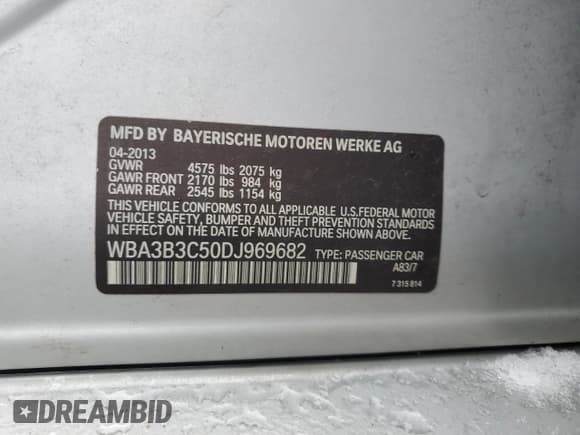 MFD BY BAYERISCHE MOTOREN WERKE AG
04-2013
GVWR 4575 lbs 2075 kg
GAWR FRONT 2170 lbs 984 kg
GAWR REAR 2545 lbs 1154 kg
THIS VEHICLE CONFORMS TO ALL APPLICABLE U.S.FEDERAL MOTOR
VEHICLE SAFETY, BUMPER AND THEFT PREVENTION STANDARDS
IN EFFECT ON THE DATE OF MANUFACTURE SHOWN ABOVE.
WBA3B3C50DJ969682 TYPE: PASSENGER CAR
A83/7
7 315 814
DREAMBID